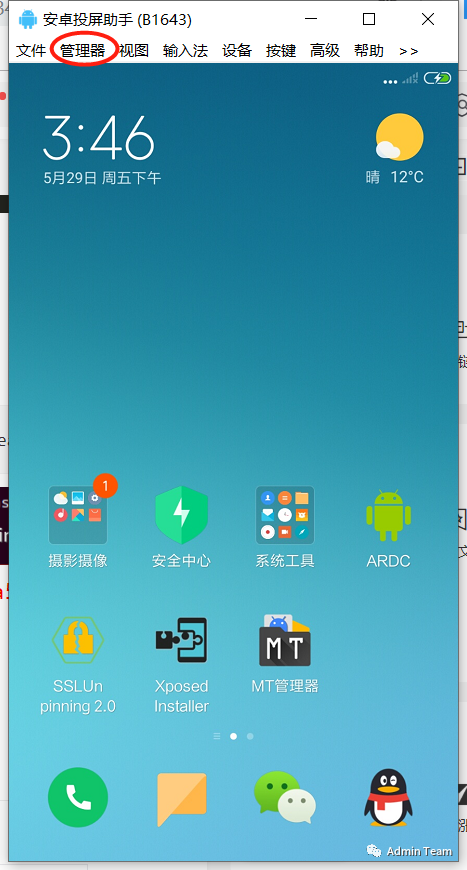 安卓投屏助手 (B1643)
文件 管理器 视图 输入法 设备 按键 高级 帮助 >>
3:46
5月29日 周五下午
晴 12°C
1
摄影摄像 安全中心 系统工具 ARDC
MT
SSLUn
pinning 2.0
Xposed
Installer
MT管理器
Admin Team